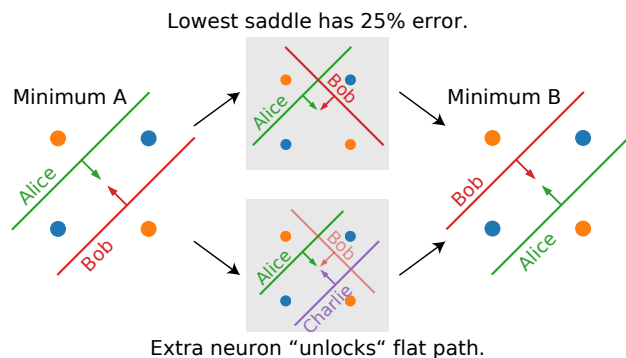 Lowest saddle has 25% error.
Minimum A
Alice
Bob
Alice
Bob
Alice
Bob
Charlie
Minimum B
Bob
Alice
Extra neuron “unlocks“ flat path.